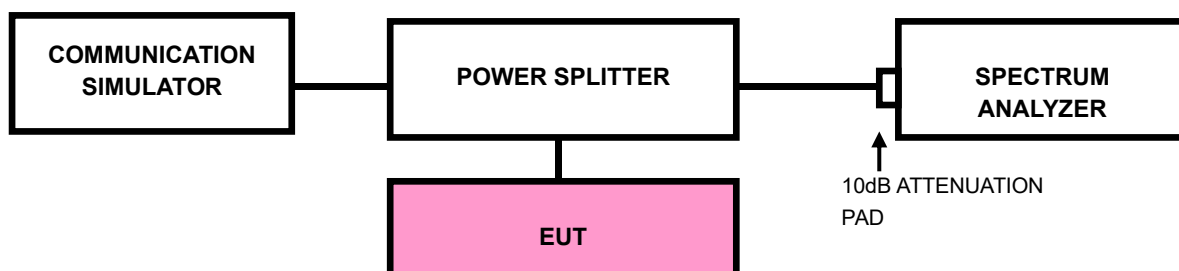 COMMUNICATION
SIMULATOR
POWER SPLITTER
SPECTRUM
ANALYZER
10dB ATTENUATION
PAD
EUT